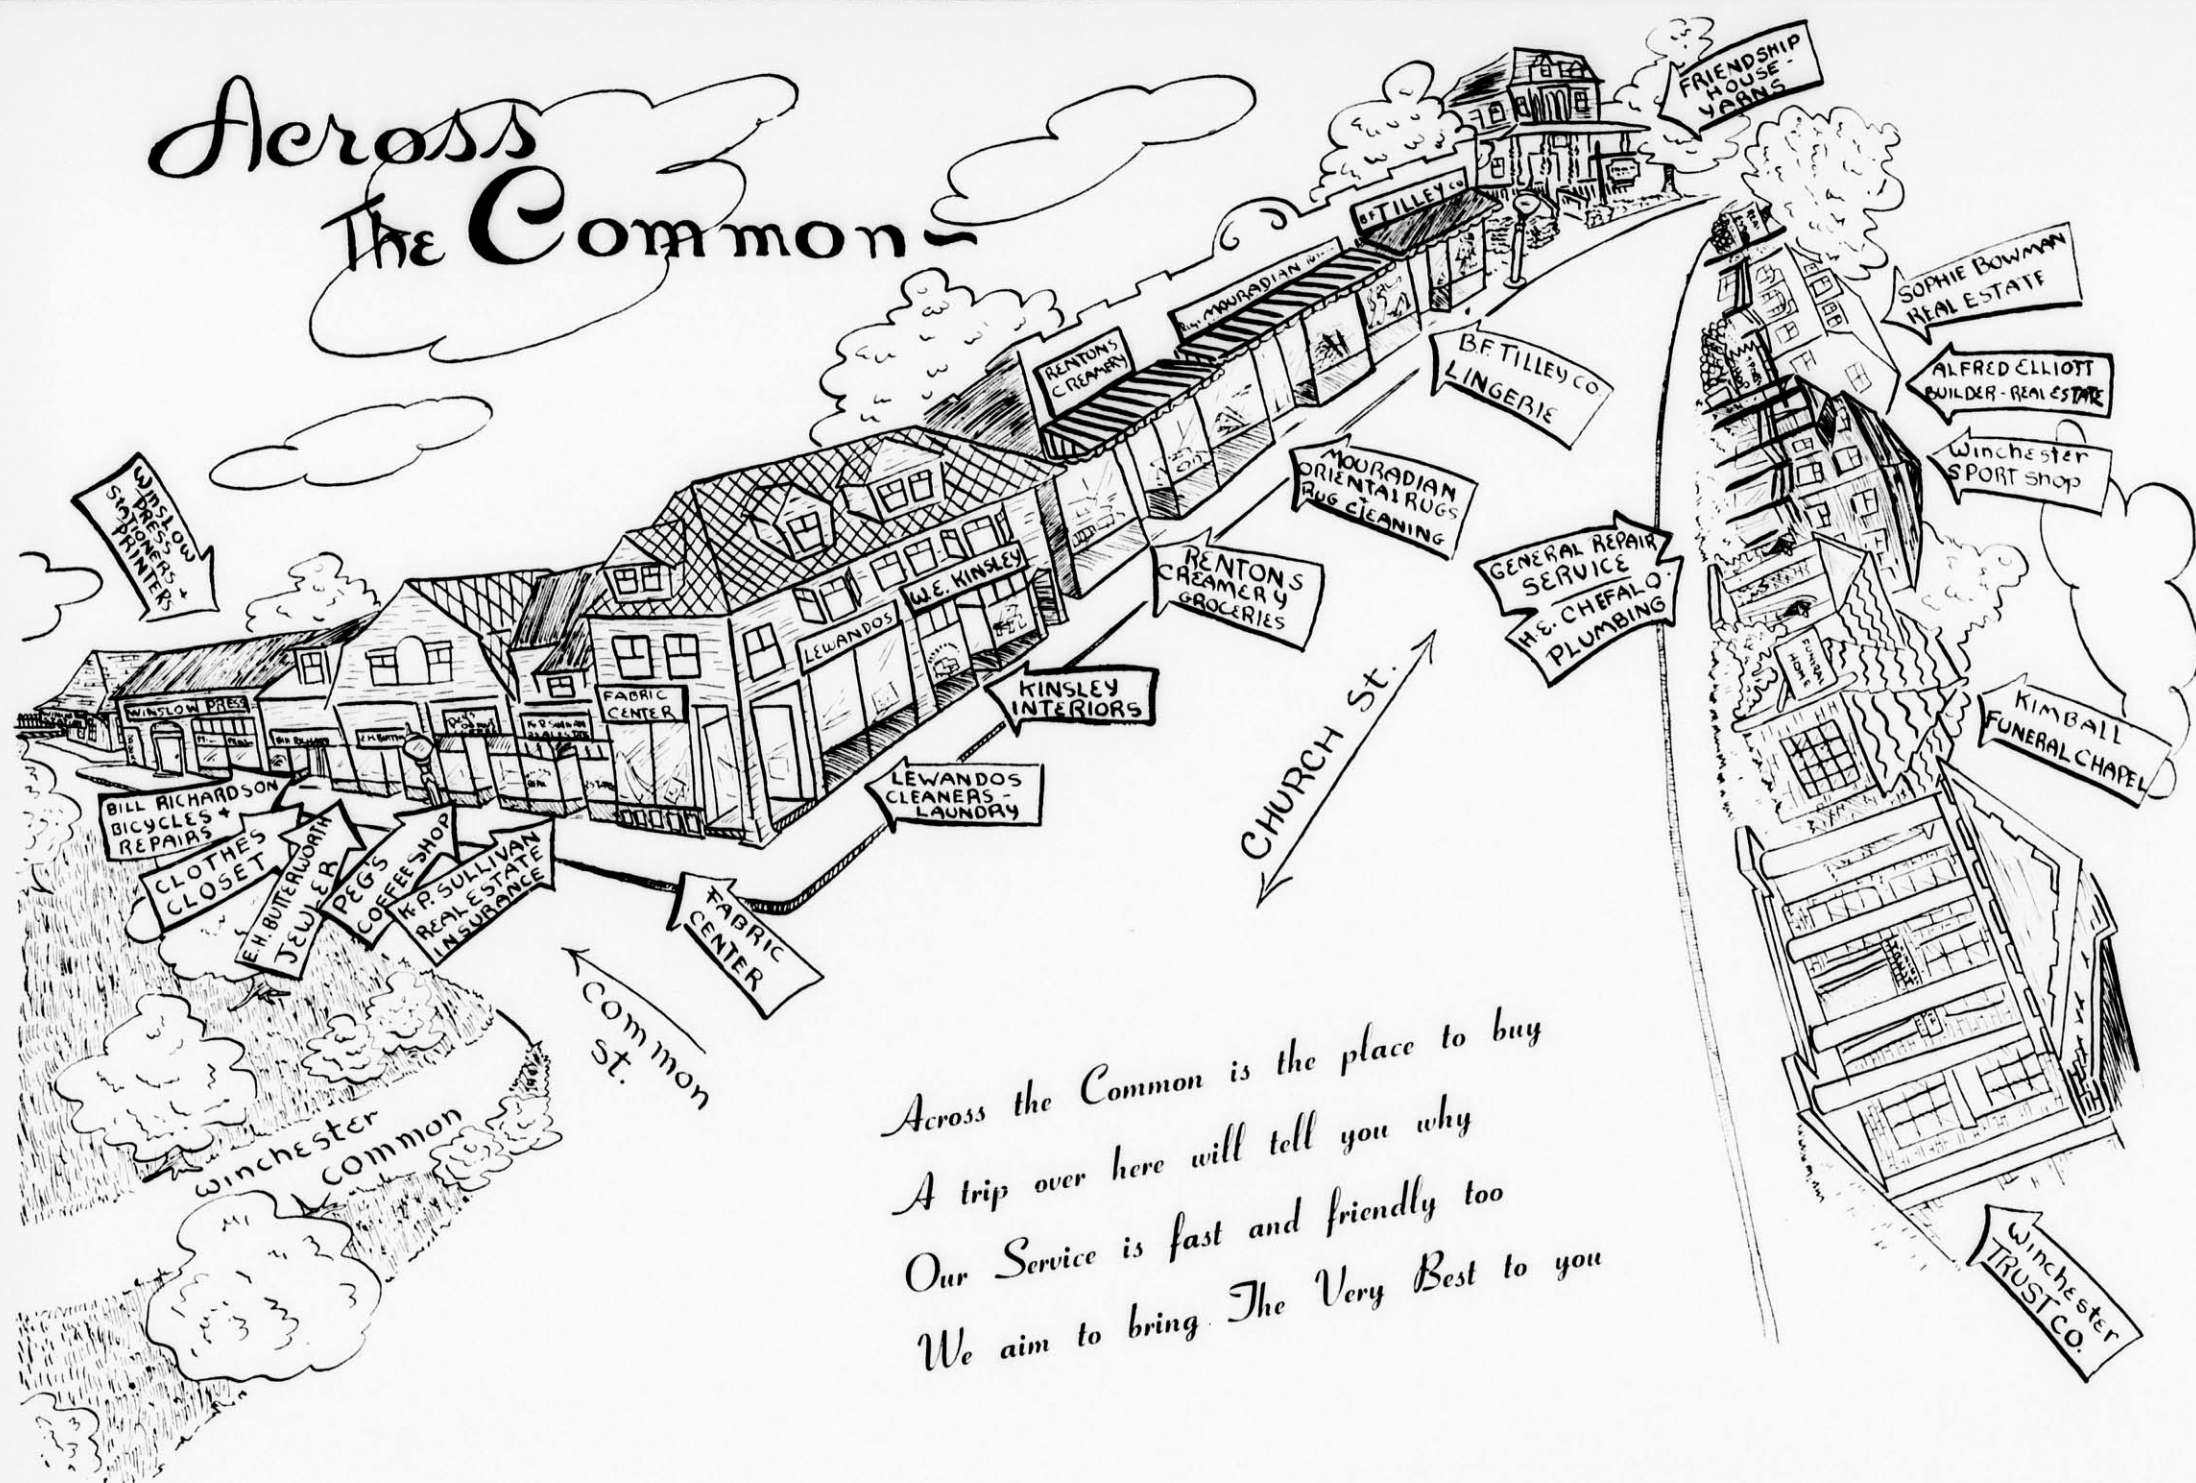 Across
The Common-
FRIENDSHIP
HOUSE-
YARNS
B.F. TILLEY CO
MOURADIAN
RENTONS
CREAMERY
SOPHIE BOWMAN
REAL ESTATE
ALFRED ELLIOTT
BUILDER - REAL ESTATE
Winchester
SPORT Shop
B.F. TILLEY CO.
LINGERIE
MOURADIAN
ORIENTAL RUGS
+
RUG CLEANING
RENTONS
CREAMERY
GROCERIES
GENERAL REPAIR
SERVICE
H.E. CHEFALO-
PLUMBING
FUNERAL
HOME
KIMBALL
FUNERAL CHAPEL
WINSLOW
PRESS
STATIONERS +
PRINTERS
WINSLOW PRESS
FABRIC
CENTER
LEWANDOS
W.E. KINSLEY
KINSLEY
INTERIORS
LEWANDOS
CLEANERS -
LAUNDRY
CHURCH ST.
BILL RICHARDSON
BICYCLES +
REPAIRS
CLOTHES
CLOSET
E.H. BUTTERWORTH
JEWLER
PEG'S
COFFEE SHOP
K.P. SULLIVAN
REAL ESTATE
INSURANCE
FABRIC
CENTER
COMMON
ST.
Winchester
Common
Across the Common is the place to buy
A trip over here will tell you why
Our Service is fast and friendly too
We aim to bring The Very Best to you
Winchester
TRUST CO.